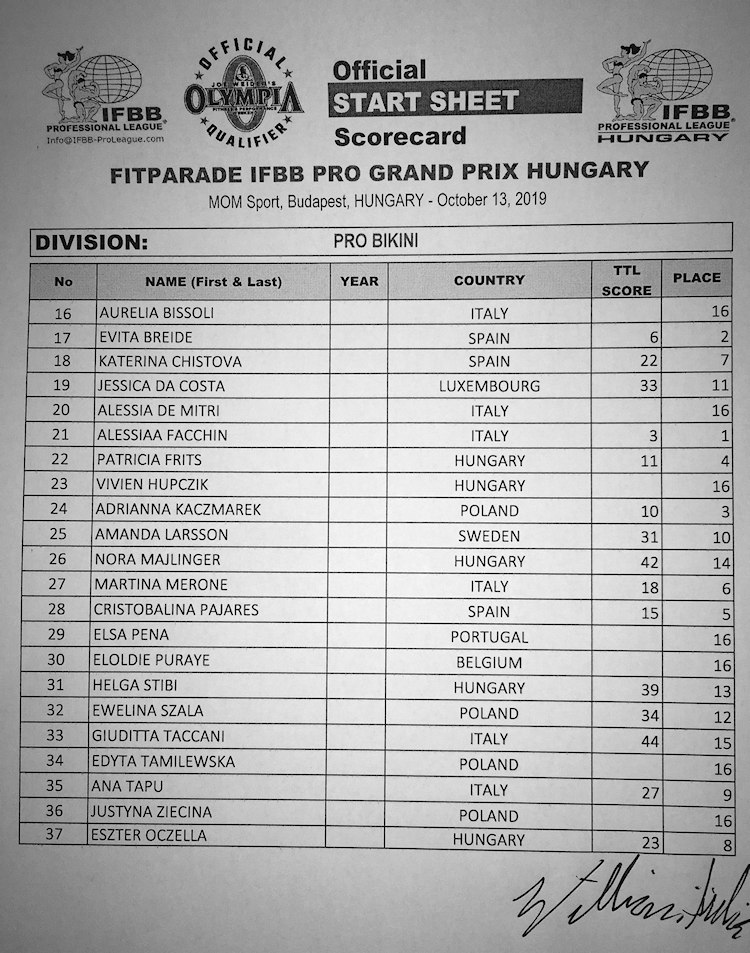 IFBB
PROFESSIONAL LEAGUE
Info@IFBB-ProLeague.com
OFFICIAL
JOE WEIDER'S
OLYMPIA
FITNESS & PERFORMANCE
WEEKEND
QUALIFIER
Official
START SHEET
Scorecard
IFBB
PROFESSIONAL LEAGUE
HUNGARY
FITPARADE IFBB PRO GRAND PRIX HUNGARY
MOM Sport, Budapest, HUNGARY - October 13, 2019
DIVISION: PRO BIKINI
No NAME (First & Last) YEAR COUNTRY TTL SCORE PLACE
16 AURELIA BISSOLI ITALY 16
17 EVITA BREIDE SPAIN 6 2
18 KATERINA CHISTOVA SPAIN 22 7
19 JESSICA DA COSTA LUXEMBOURG 33 11
20 ALESSIA DE MITRI ITALY 16
21 ALESSIAA FACCHIN ITALY 3 1
22 PATRICIA FRITS HUNGARY 11 4
23 VIVIEN HUPCZIK HUNGARY 16
24 ADRIANNA KACZMAREK POLAND 10 3
25 AMANDA LARSSON SWEDEN 31 10
26 NORA MAJLINGER HUNGARY 42 14
27 MARTINA MERONE ITALY 18 6
28 CRISTOBALINA PAJARES SPAIN 15 5
29 ELSA PENA PORTUGAL 16
30 ELOLDIE PURAYE BELGIUM 16
31 HELGA STIBI HUNGARY 39 13
32 EWELINA SZALA POLAND 34 12
33 GIUDITTA TACCANI ITALY 44 15
34 EDYTA TAMILEWSKA POLAND 16
35 ANA TAPU ITALY 27 9
36 JUSTYNA ZIECINA POLAND 16
37 ESZTER OCZELLA HUNGARY 23 8